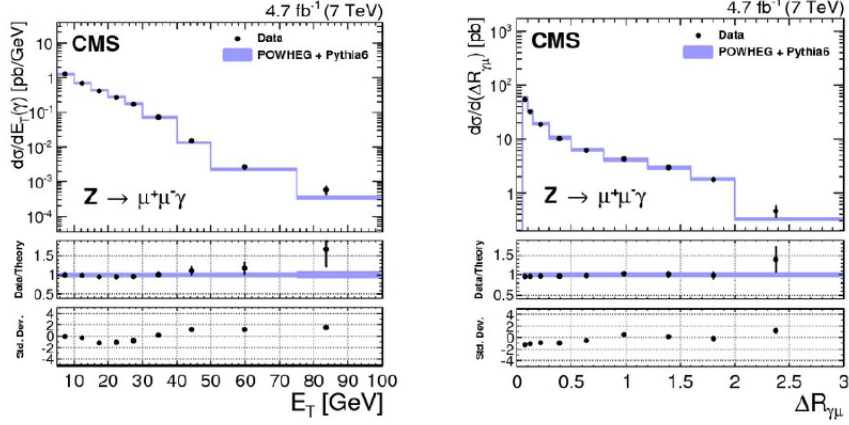 4.7 fb⁻¹ (7 TeV)
CMS
Data
POWHEG + Pythia6
Z → μ⁺μ⁻γ
dσ/dE_T(γ) [pb/GeV]
10
1
10⁻¹
10⁻²
10⁻³
10⁻⁴
Data/Theory
1.5
1
0.5
Std. Dev.
4
2
0
-2
-4
10 20 30 40 50 60 70 80 90 100
E_T [GeV]
4.7 fb⁻¹ (7 TeV)
CMS
Data
POWHEG + Pythia6
Z → μ⁺μ⁻γ
dσ/d(ΔR_γμ) [pb]
10³
10²
10
1
Data/Theory
1.5
1
0.5
Std. Dev.
4
2
0
-2
-4
0 0.5 1 1.5 2 2.5 3
ΔR_γμ